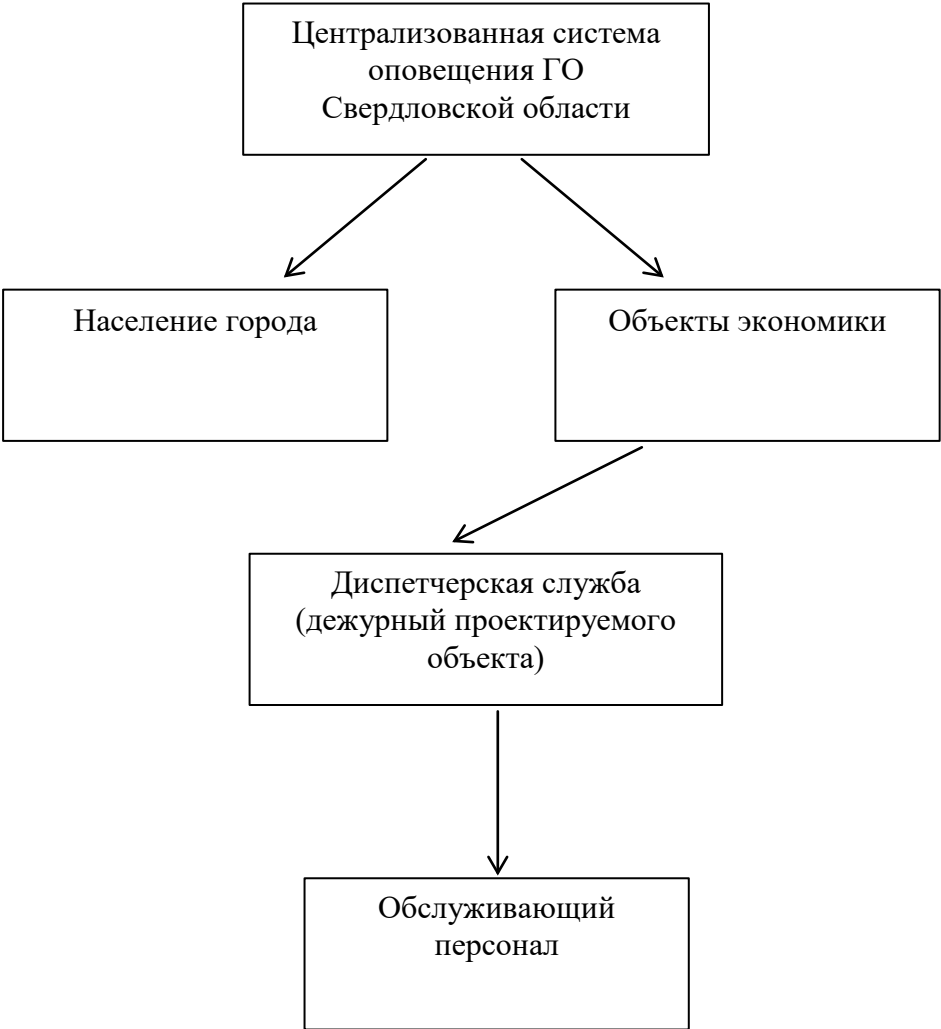 Централизованная система
оповещения ГО
Свердловской области
Население города
Объекты экономики
Диспетчерская служба
(дежурный проектируемого
объекта)
Обслуживающий
персонал